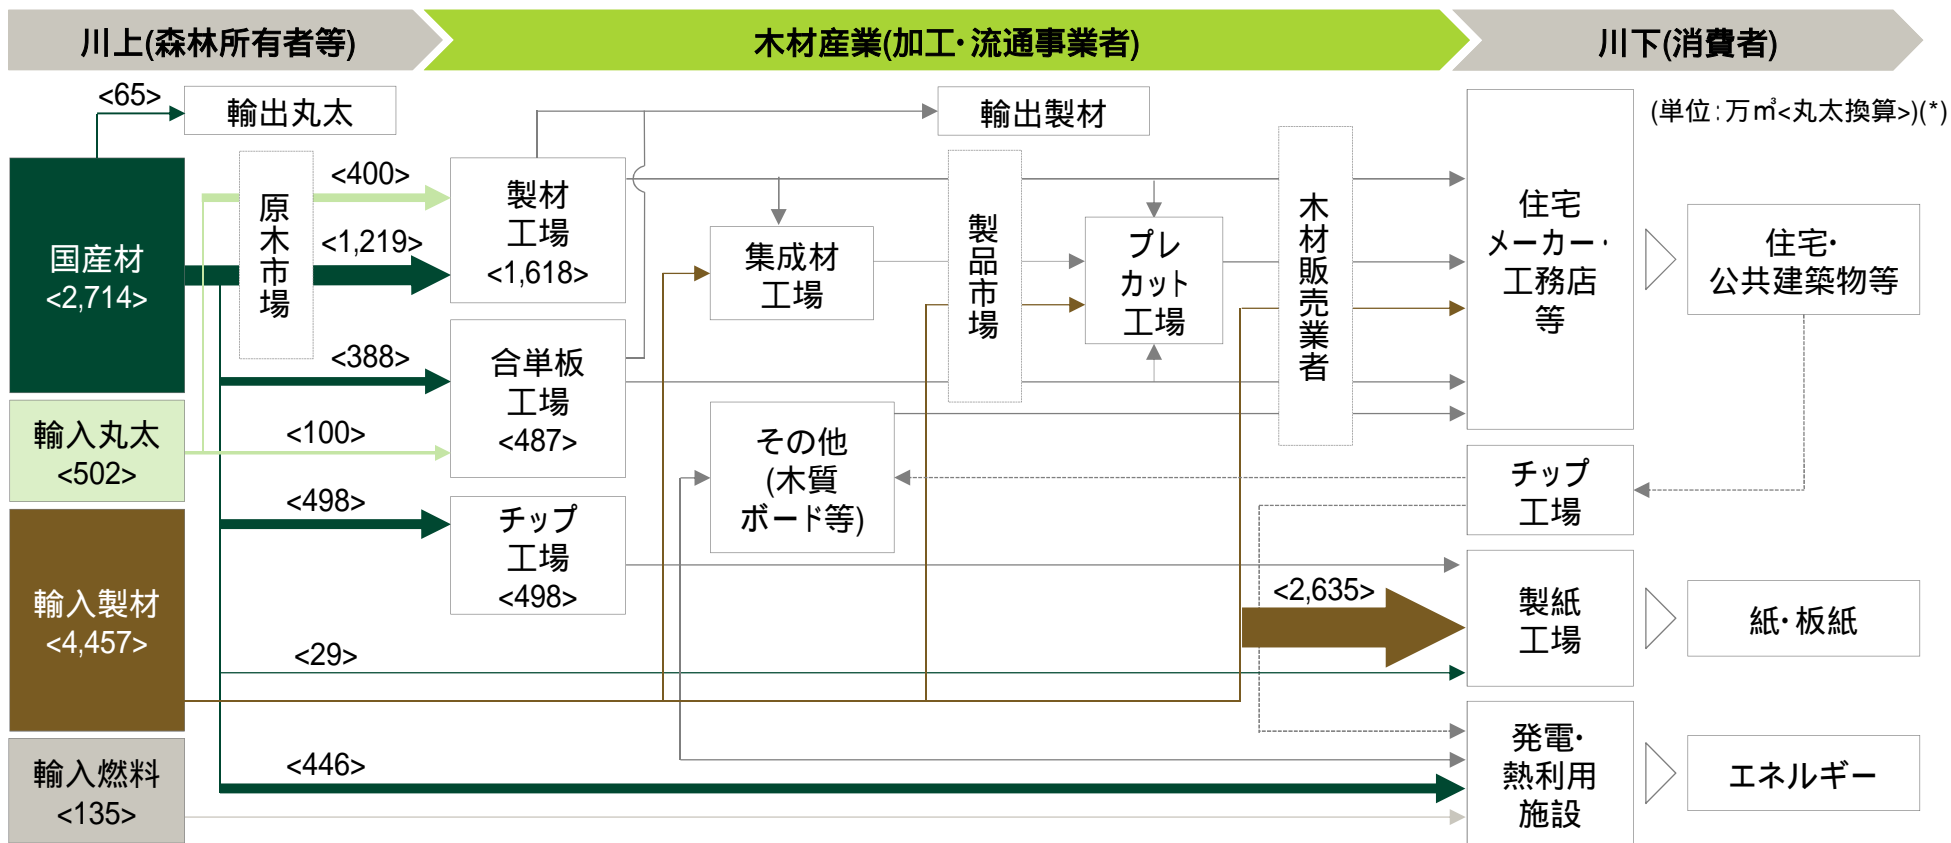 川上(森林所有者等)
木材産業(加工・流通事業者)
川下(消費者)
(単位:万㎥<丸太換算>)(*)
<65>
輸出丸太
輸出製材
国産材
<2,714>
輸入丸太
<502>
輸入製材
<4,457>
輸入燃料
<135>
原木市場
<400>
<1,219>
<388>
<100>
<498>
<29>
<446>
製材
工場
<1,618>
合単板
工場
<487>
チップ
工場
<498>
集成材
工場
その他
(木質
ボード等)
製品市場
プレ
カット
工場
木材販売業者
<2,635>
住宅
メーカー・
工務店
等
チップ
工場
製紙
工場
発電・
熱利用
施設
住宅・
公共建築物等
紙・板紙
エネルギー